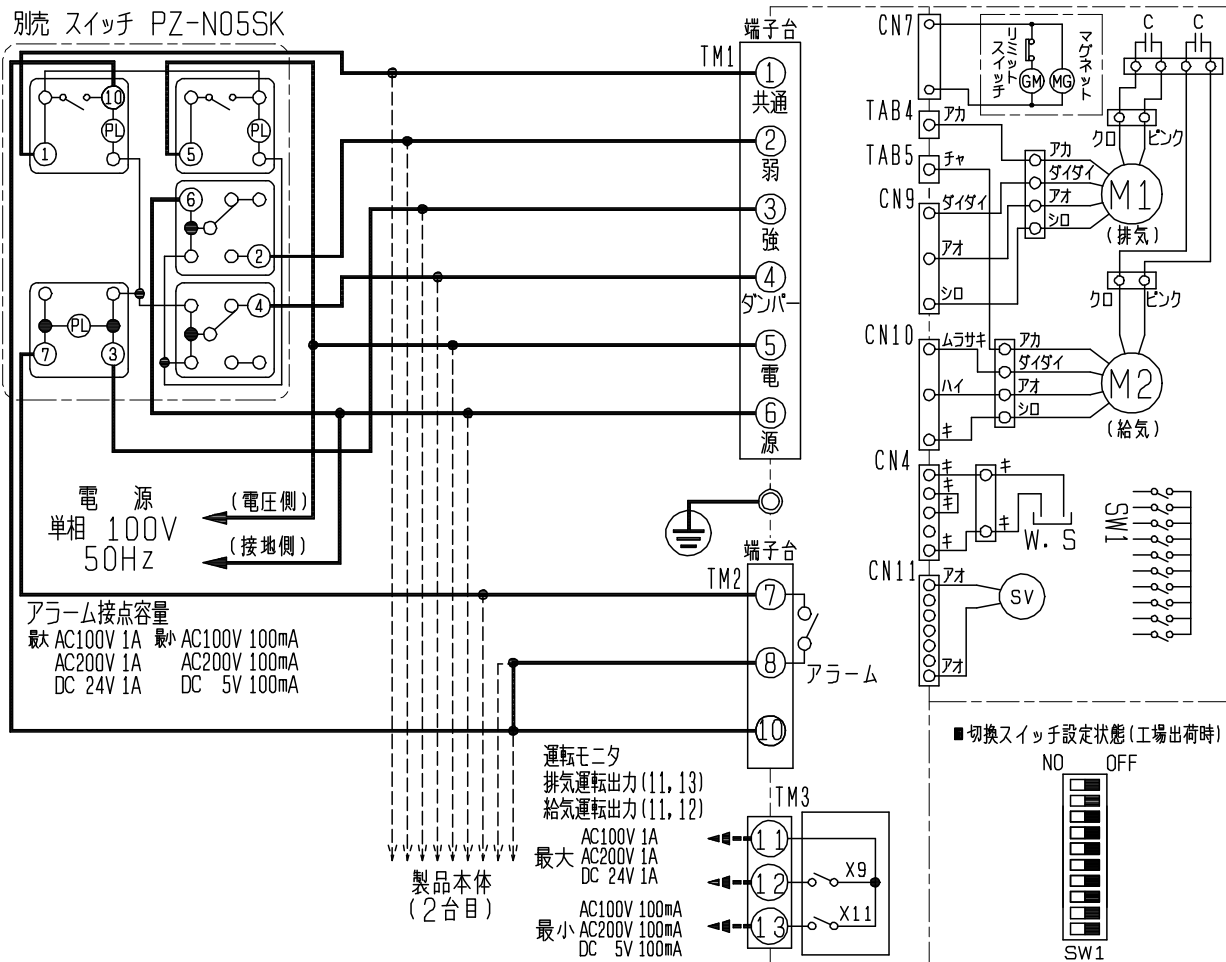 別売 スイッチ PZ-N05SK
10
PL
1
5
PL
6
2
4
PL
7
3
電 源
単相 100V
50Hz
(電圧側)
(接地側)
アラーム接点容量
最大 AC100V 1A 最小 AC100V 100mA
AC200V 1A AC200V 100mA
DC 24V 1A DC 5V 100mA
端子台
TM1
1
共通
2
弱
3
強
4
ダンパー
5
電
6
源
端子台
TM2
7
8
アラーム
10
製品本体
(2台目)
運転モニタ
排気運転出力(11,13)
給気運転出力(11,12)
AC100V 1A
最大 AC200V 1A
DC 24V 1A
AC100V 100mA
最小 AC200V 100mA
DC 5V 100mA
TM3
11
12
13
X9
X11
CN7
リミット
スイッチ
GM
MG
マグネット
C
C
TAB4
アカ
TAB5
チャ
CN9
ダイダイ
アオ
シロ
アカ
ダイダイ
アオ
シロ
クロ
ピンク
M1
(排気)
クロ
ピンク
CN10
ムラサキ
ハイ
キ
アカ
ダイダイ
アオ
シロ
M2
(給気)
CN4
キ
キ
キ
キ
キ
キ
W.S
SW1
CN11
アオ
アオ
SV
■切換スイッチ設定状態(工場出荷時)
NO OFF
SW1